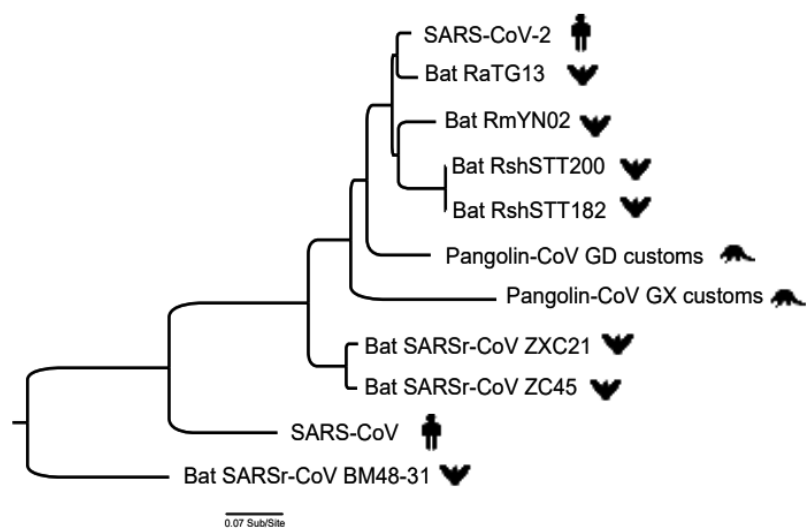 SARS-CoV-2
Bat RaTG13
Bat RmYN02
Bat RshSTT200
Bat RshSTT182
Pangolin-CoV GD customs
Pangolin-CoV GX customs
Bat SARSr-CoV ZXC21
Bat SARSr-CoV ZC45
SARS-CoV
Bat SARSr-CoV BM48-31
0.07 Sub/Site